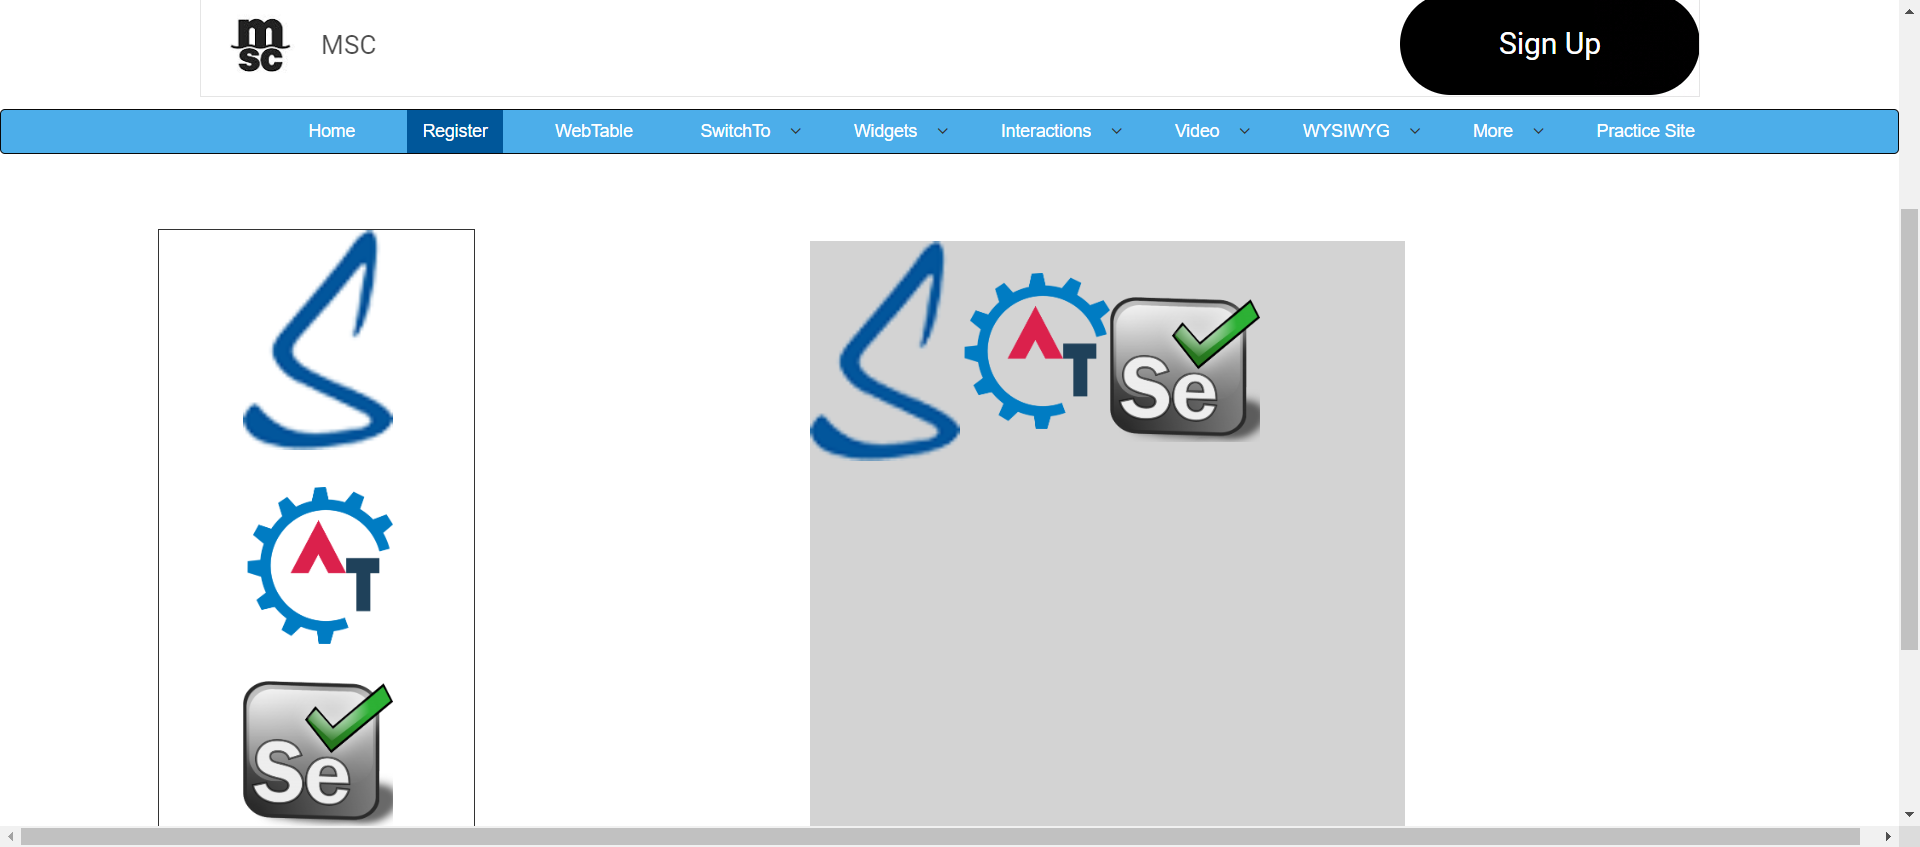 msc
MSC
Sign Up
Home Register WebTable SwitchTo Widgets Interactions Video WYSIWYG More Practice Site
S
AT
Se
S
AT
Se